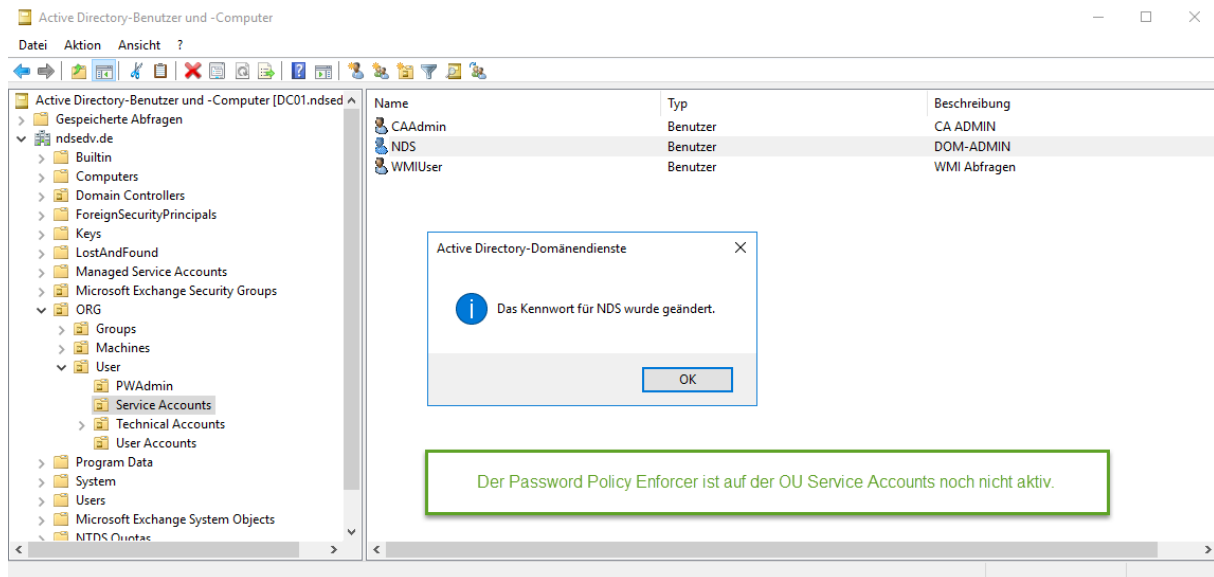 Active Directory-Benutzer und -Computer
Datei Aktion Ansicht ?
Active Directory-Benutzer und -Computer [DC01.ndsed
Gespeicherte Abfragen
ndsedv.de
Builtin
Computers
Domain Controllers
ForeignSecurityPrincipals
Keys
LostAndFound
Managed Service Accounts
Microsoft Exchange Security Groups
ORG
Groups
Machines
User
PWAdmin
Service Accounts
Technical Accounts
User Accounts
Program Data
System
Users
Microsoft Exchange System Objects
NTDS Quotas
Name Typ Beschreibung
CAAdmin Benutzer CA ADMIN
NDS Benutzer DOM-ADMIN
WMIUser Benutzer WMI Abfragen
Active Directory-Domänendienste
Das Kennwort für NDS wurde geändert.
OK
Der Password Policy Enforcer ist auf der OU Service Accounts noch nicht aktiv.